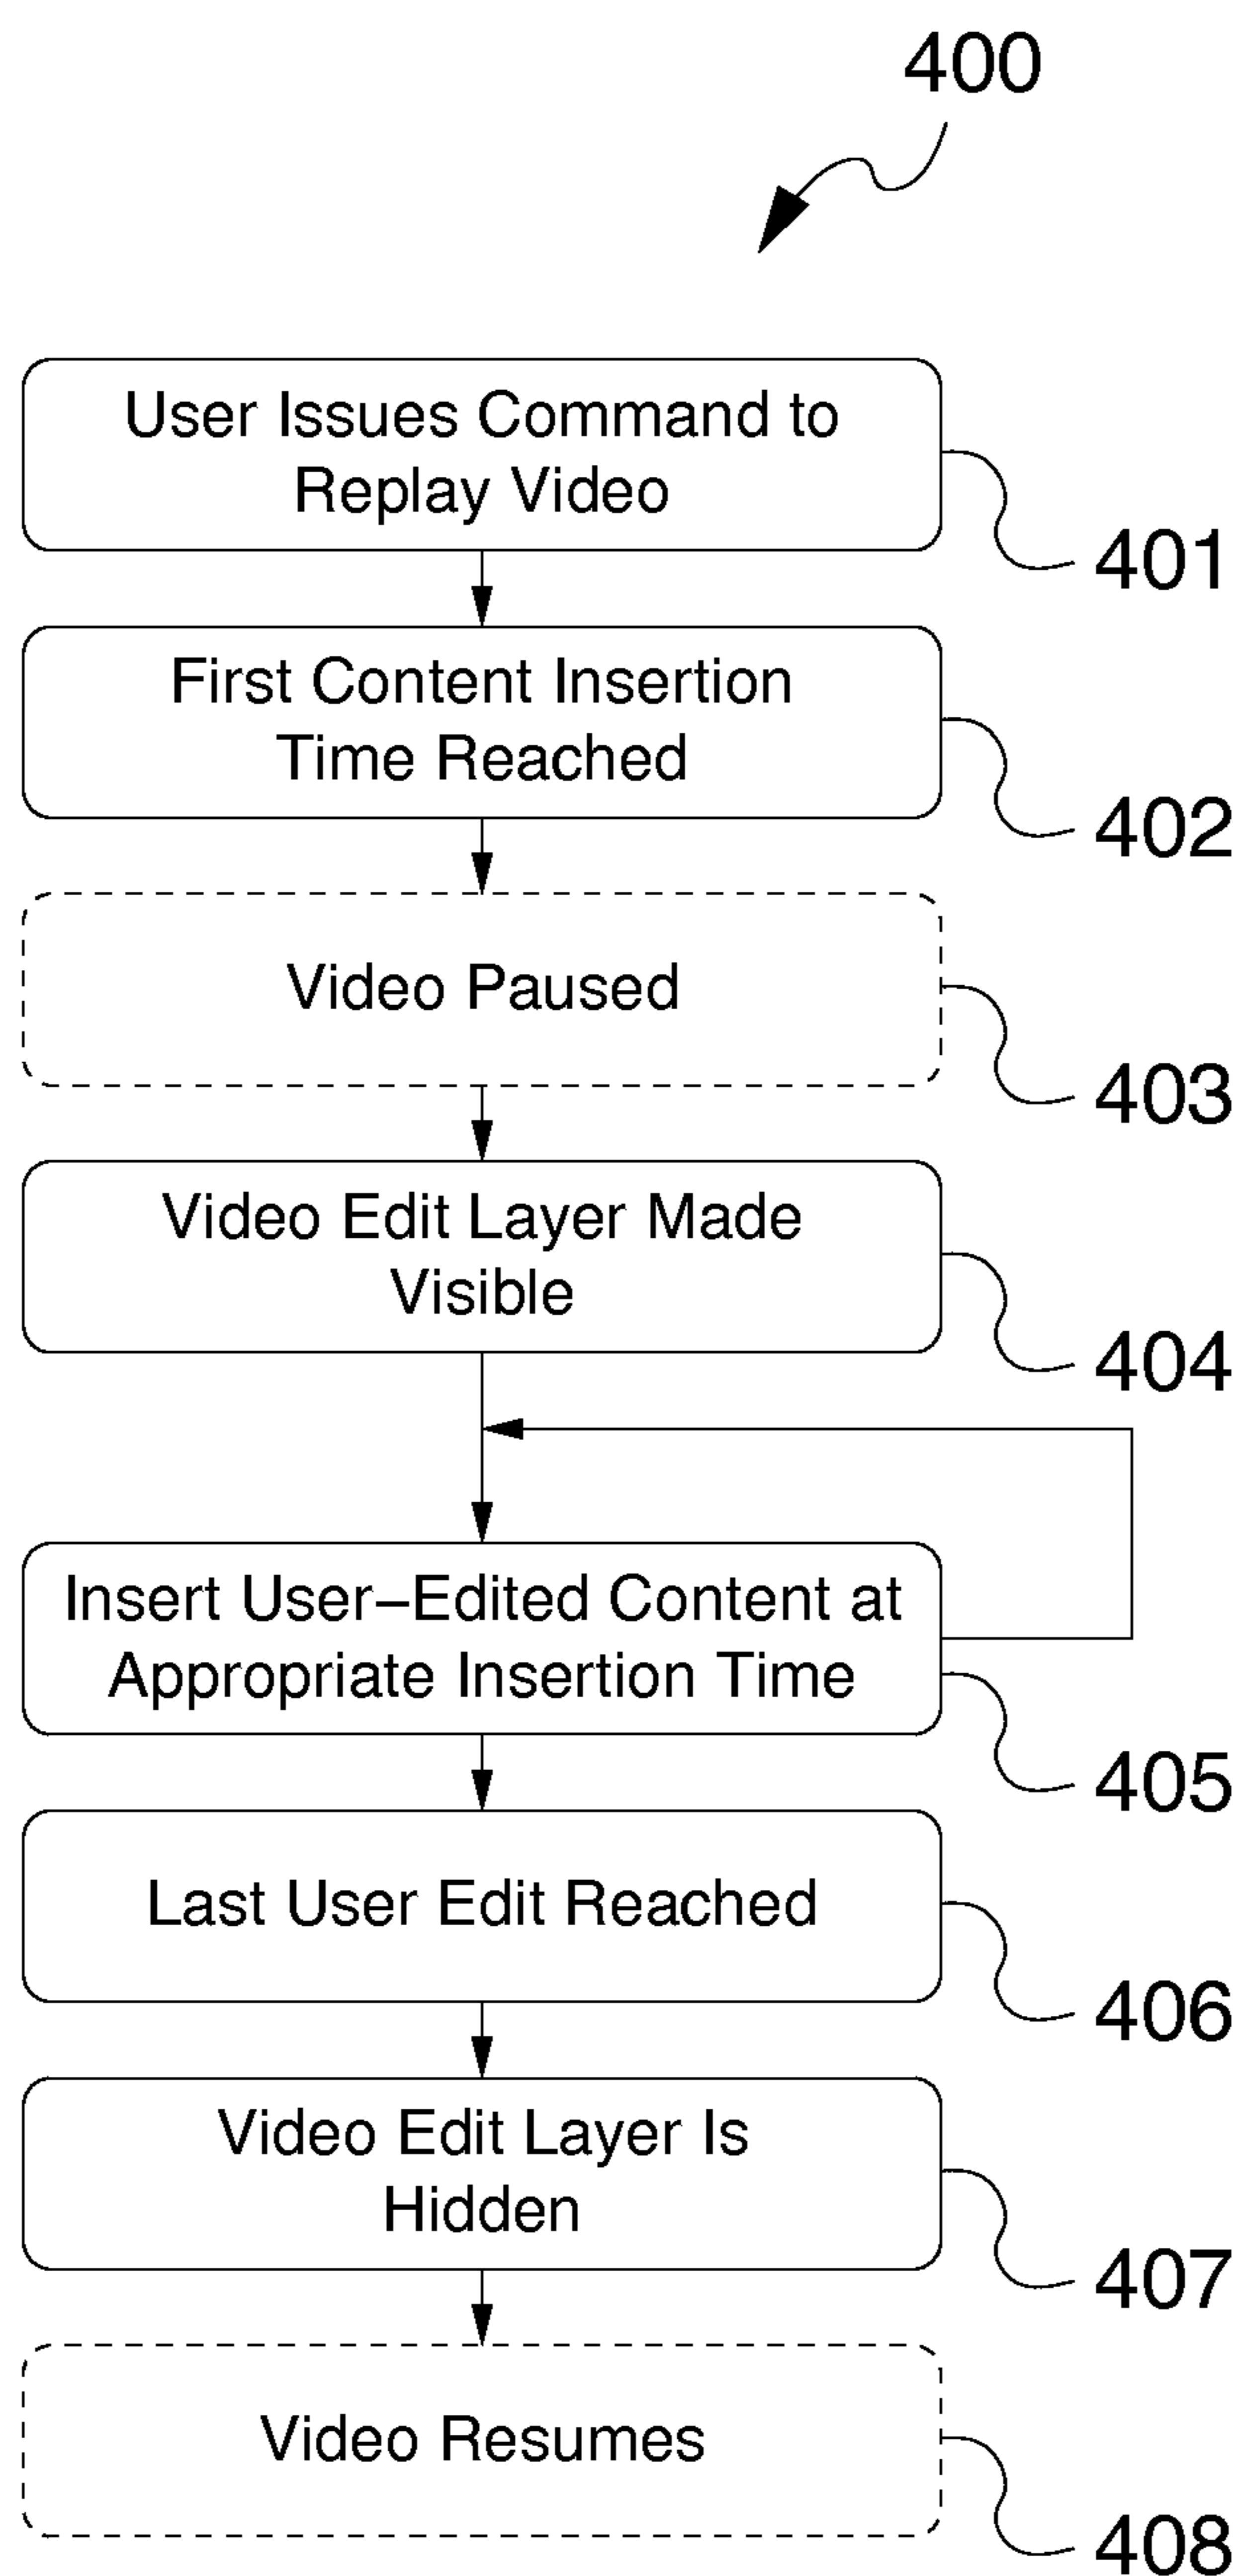 400
User Issues Command to
Replay Video
401
First Content Insertion
Time Reached
402
Video Paused
403
Video Edit Layer Made
Visible
404
Insert User–Edited Content at
Appropriate Insertion Time
405
Last User Edit Reached
406
Video Edit Layer Is
Hidden
407
Video Resumes
408